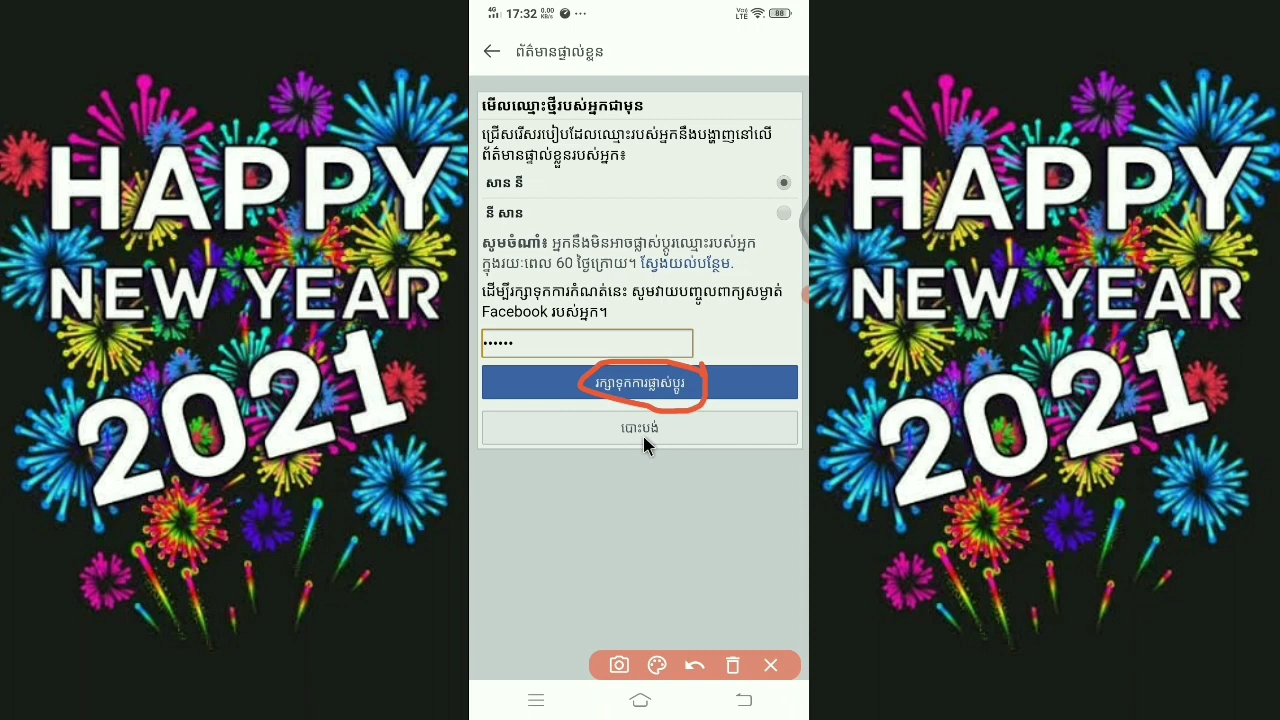 HAPPY
NEW YEAR
2021
4G 17:32 0.00 KB/s ... Vo) LTE 88
ព័ត៌មានផ្ទាល់ខ្លួន
មើលឈ្មោះថ្មីរបស់អ្នកជាមុន
ជ្រើសរើសរបៀបដែលឈ្មោះរបស់អ្នកនឹងបង្ហាញនៅលើ
ព័ត៌មានផ្ទាល់ខ្លួនរបស់អ្នក៖
សាន នី
នី សាន
សូមចំណាំ៖ អ្នកនឹងមិនអាចផ្លាស់ប្តូរឈ្មោះរបស់អ្នក
ក្នុងរយៈពេល 60 ថ្ងៃក្រោយ។ ស្វែងយល់បន្ថែម.
ដើម្បីរក្សាទុកការកំណត់នេះ សូមវាយបញ្ចូលពាក្យសម្ងាត់
Facebook របស់អ្នក។
••••••
រក្សាទុកការផ្លាស់ប្តូរ
បោះបង់
HAPPY
NEW YEAR
2021